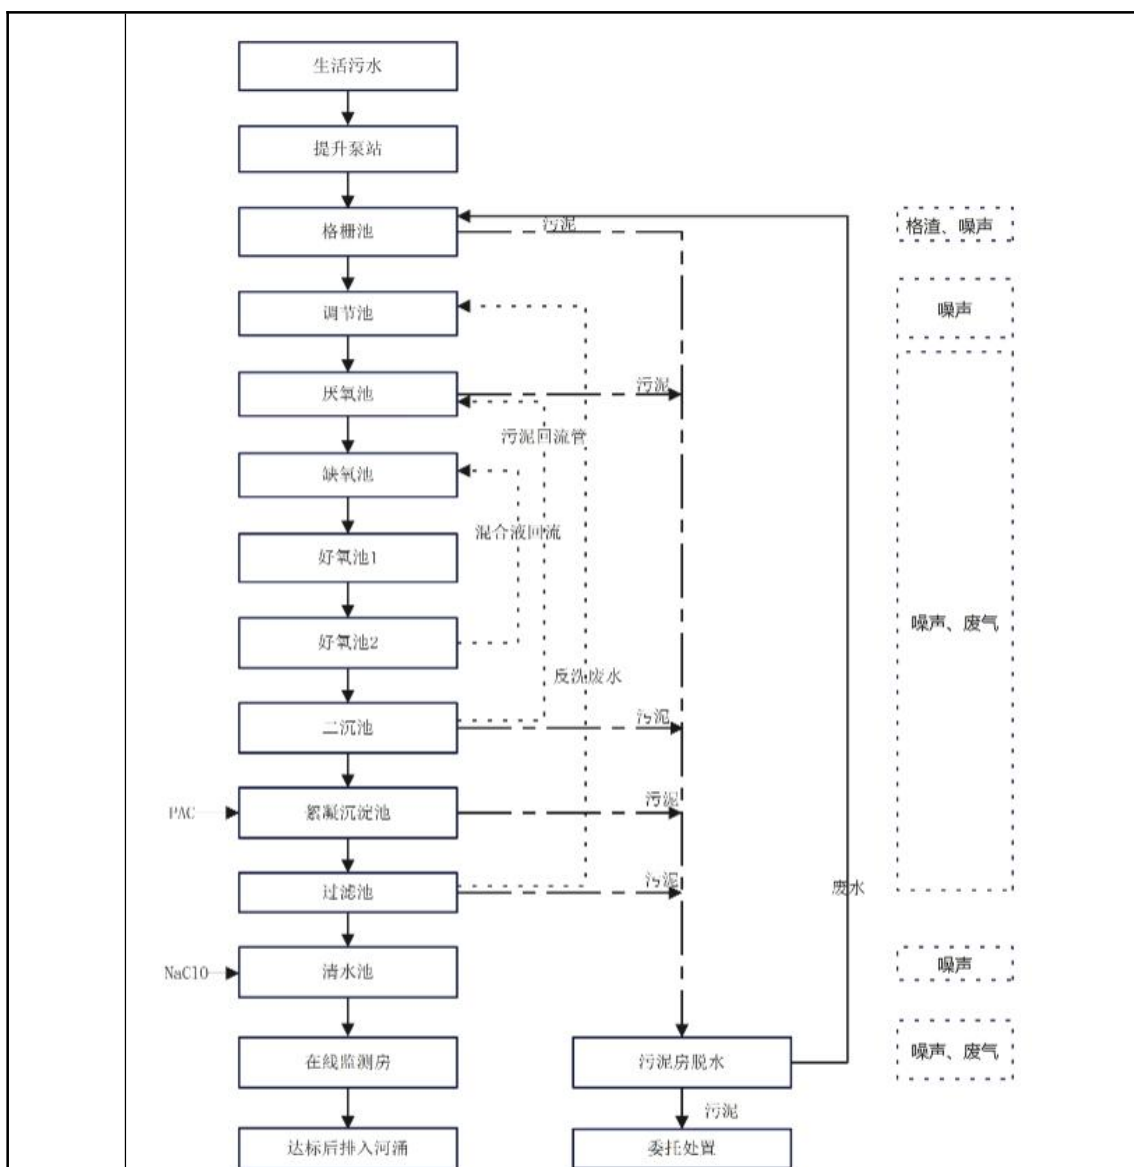 生活污水
提升泵站
格栅池
污泥
格渣、噪声
调节池
噪声
厌氧池
污泥
污泥回流管
缺氧池
混合液回流
好氧池1
噪声、废气
好氧池2
反洗废水
二沉池
污泥
PAC
絮凝沉淀池
污泥
过滤池
污泥
废水
NaClO
清水池
噪声
在线监测房
污泥房脱水
噪声、废气
污泥
达标后排入河涌
委托处置